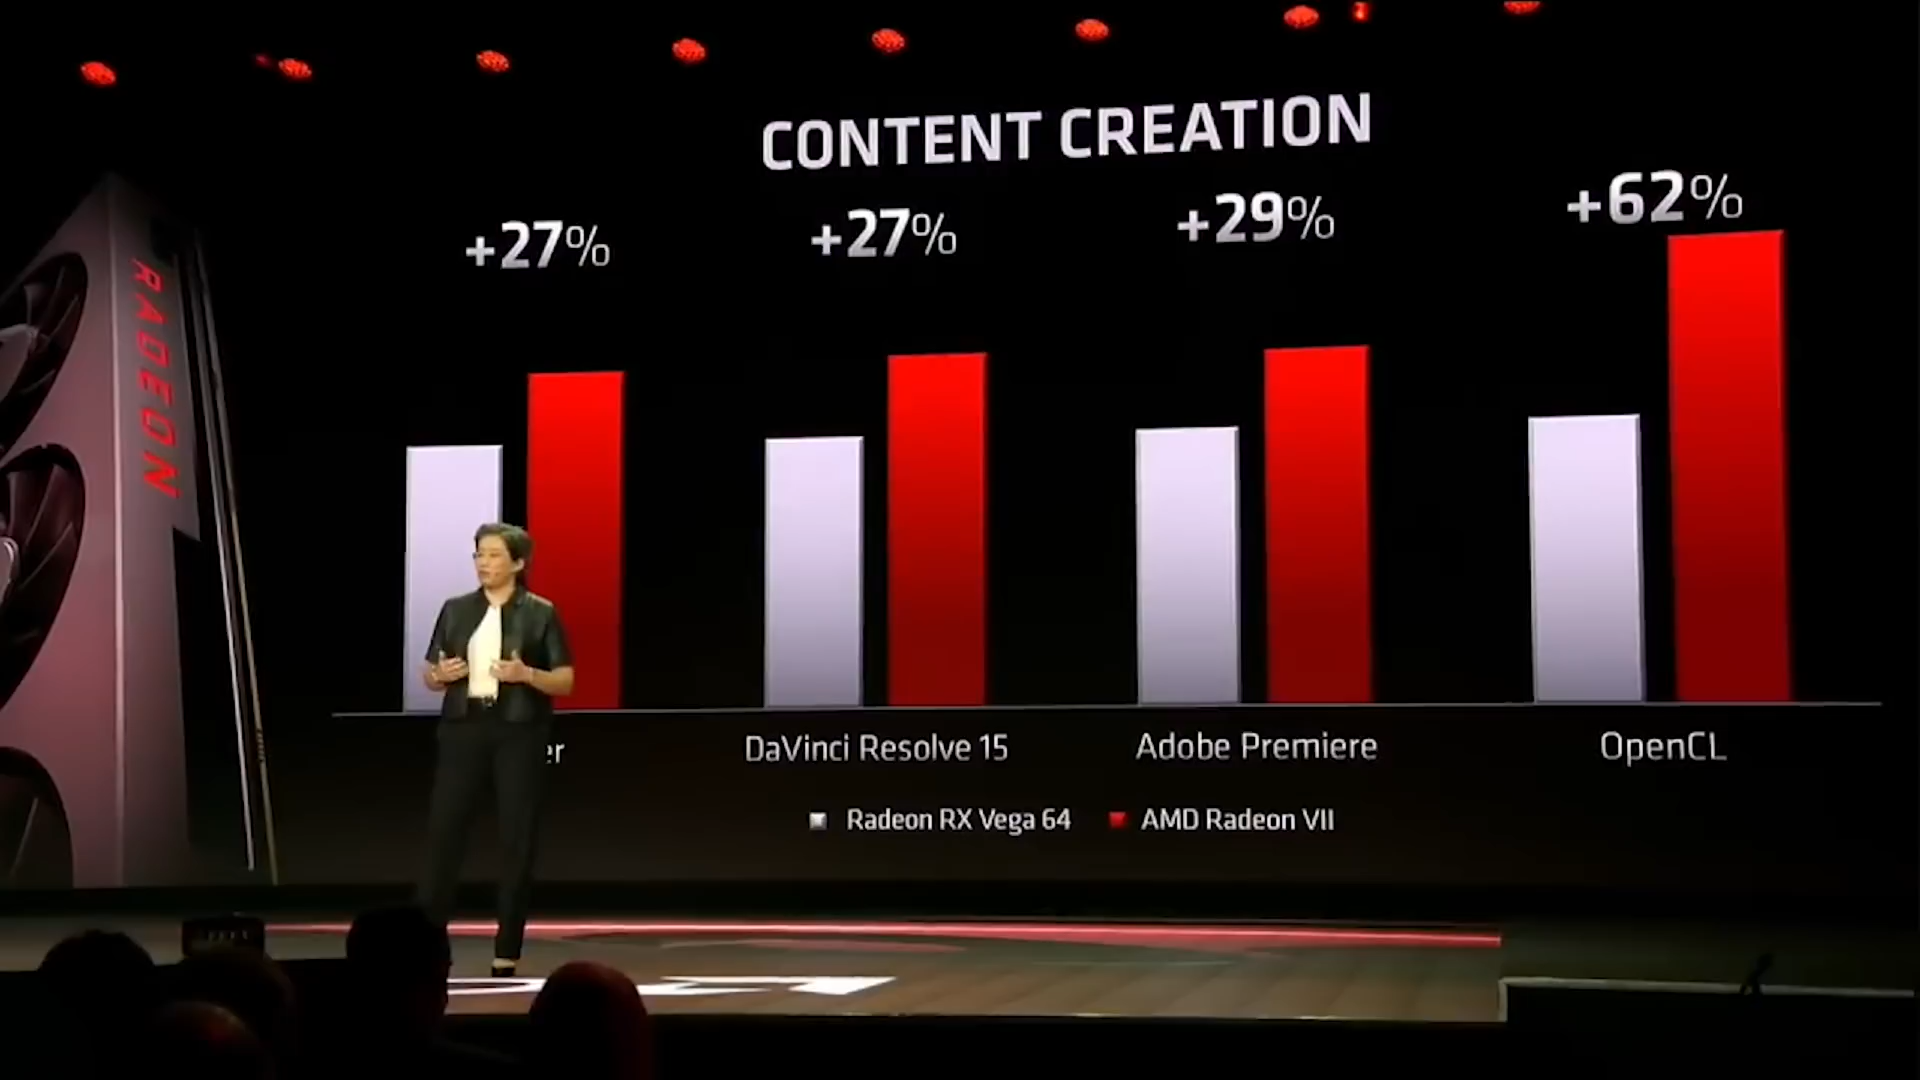 CONTENT CREATION
+27%
+27%
+29%
+62%
RADEON
er
DaVinci Resolve 15
Adobe Premiere
OpenCL
Radeon RX Vega 64
AMD Radeon VII